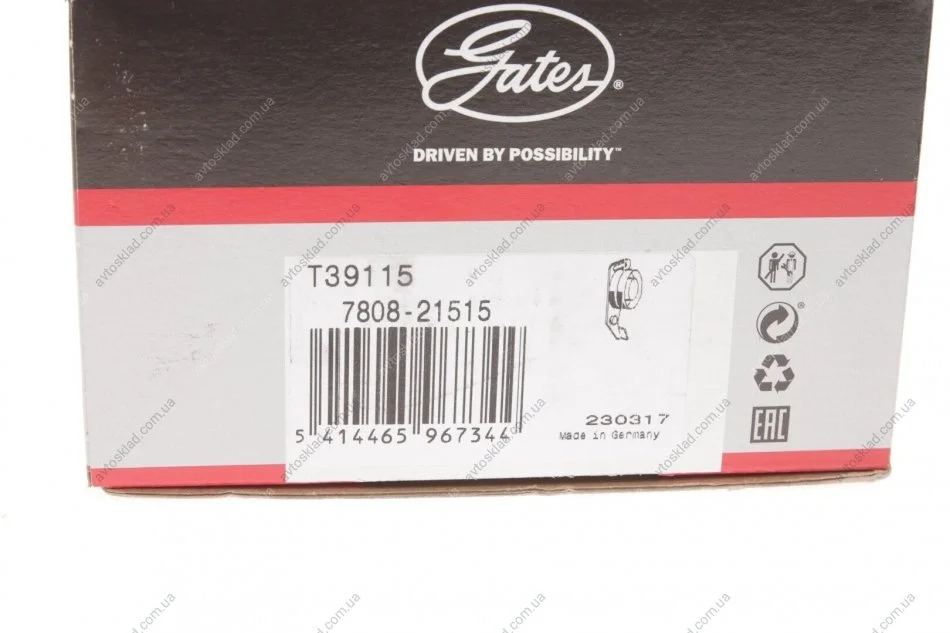 Gates®
DRIVEN BY POSSIBILITY™
T39115
7808-21515
5 414465 967344
230317
Made in Germany
®
EAC
avtosklad.com.ua